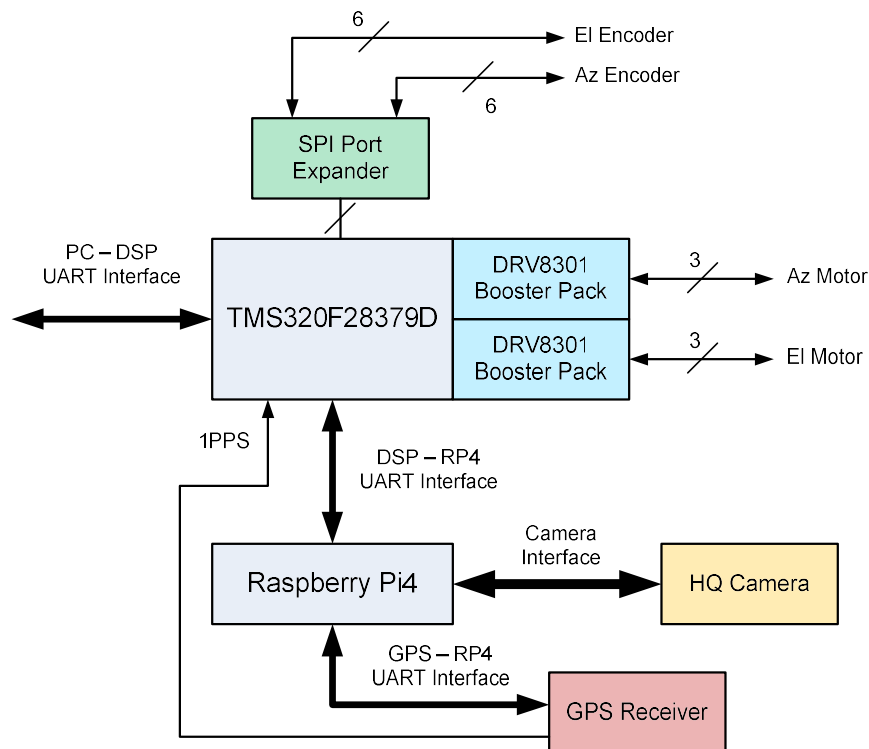 6
El Encoder
Az Encoder
6
SPI Port
Expander
PC – DSP
UART Interface
TMS320F28379D
DRV8301
Booster Pack
3
Az Motor
DRV8301
Booster Pack
3
El Motor
1PPS
DSP – RP4
UART Interface
Camera
Interface
Raspberry Pi4
HQ Camera
GPS – RP4
UART Interface
GPS Receiver